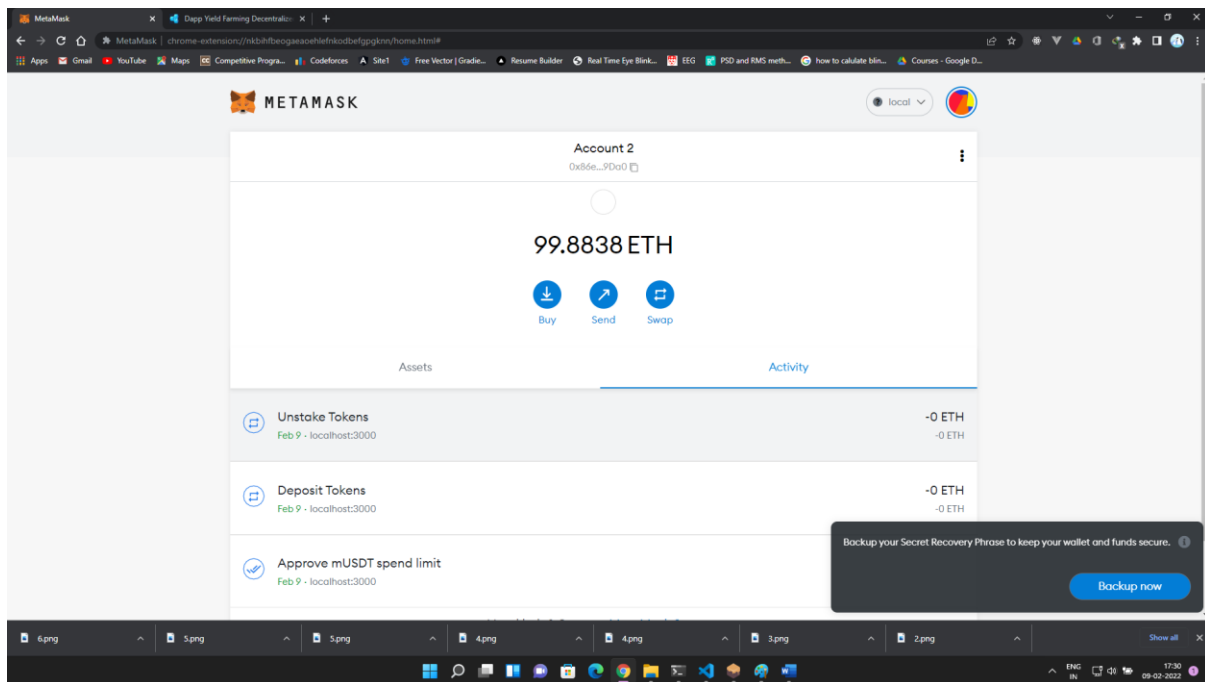 MetaMask
Dapp Yield Farming Decentraliz
MetaMask | chrome-extension://nkbihfbeogaeaoehlefnkodbefgpgknn/home.html#
Apps Gmail YouTube Maps Competitive Progra... Codeforces Site1 Free Vector | Gradie... Resume Builder Real Time Eye Blink... EEG PSD and RMS meth... how to calulate blin... Courses - Google D...
METAMASK
local
Account 2
0x86e...9Da0
99.8838 ETH
Buy Send Swap
Assets Activity
Unstake Tokens -0 ETH
Feb 9 · localhost:3000 -0 ETH
Deposit Tokens -0 ETH
Feb 9 · localhost:3000 -0 ETH
Approve mUSDT spend limit
Feb 9 · localhost:3000
Backup your Secret Recovery Phrase to keep your wallet and funds secure.
Backup now
6.png 5.png 5.png 4.png 4.png 3.png 2.png Show all
ENG 17:30
IN 09-02-2022